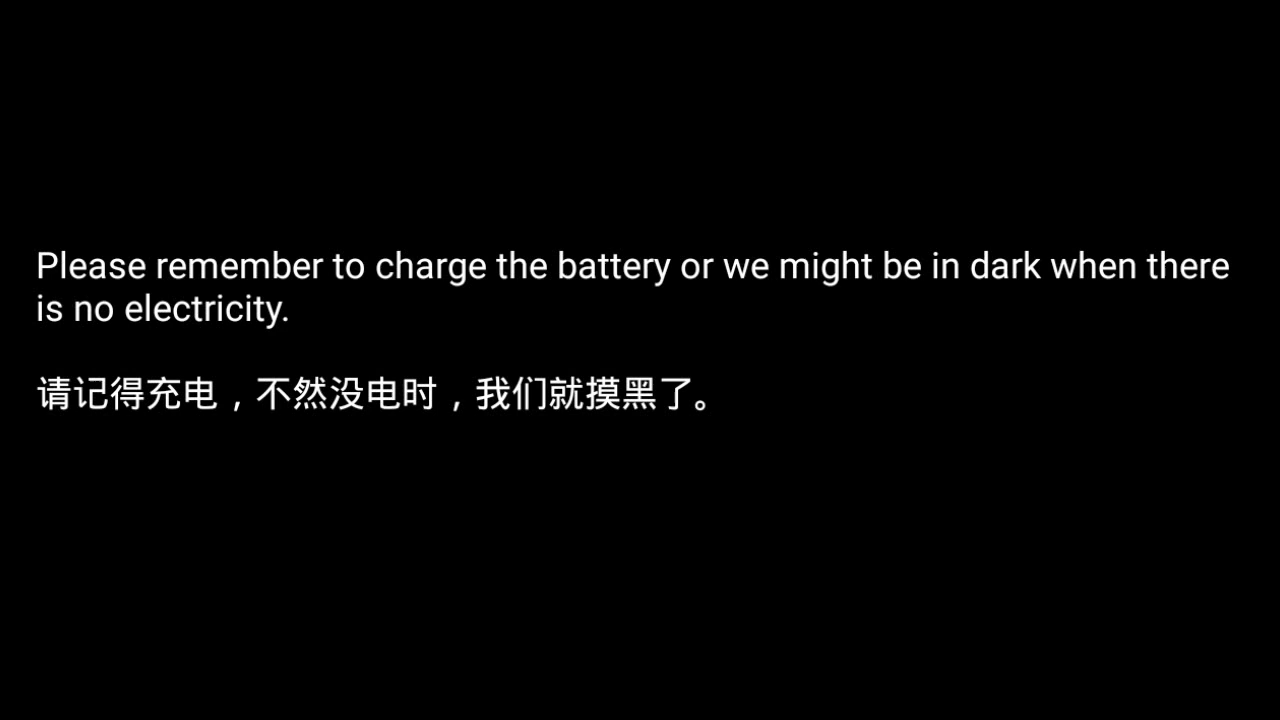 Please remember to charge the battery or we might be in dark when there
is no electricity.
请记得充电，不然没电时，我们就摸黑了。